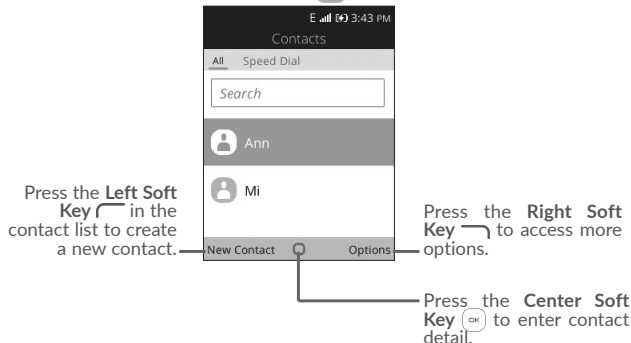 E 3:43 PM
Contacts
All Speed Dial
Search
Ann
Mi
New Contact Options
Press the Left Soft
Key in the
contact list to create
a new contact.
Press the Right Soft
Key to access more
options.
Press the Center Soft
Key OK to enter contact
detail.